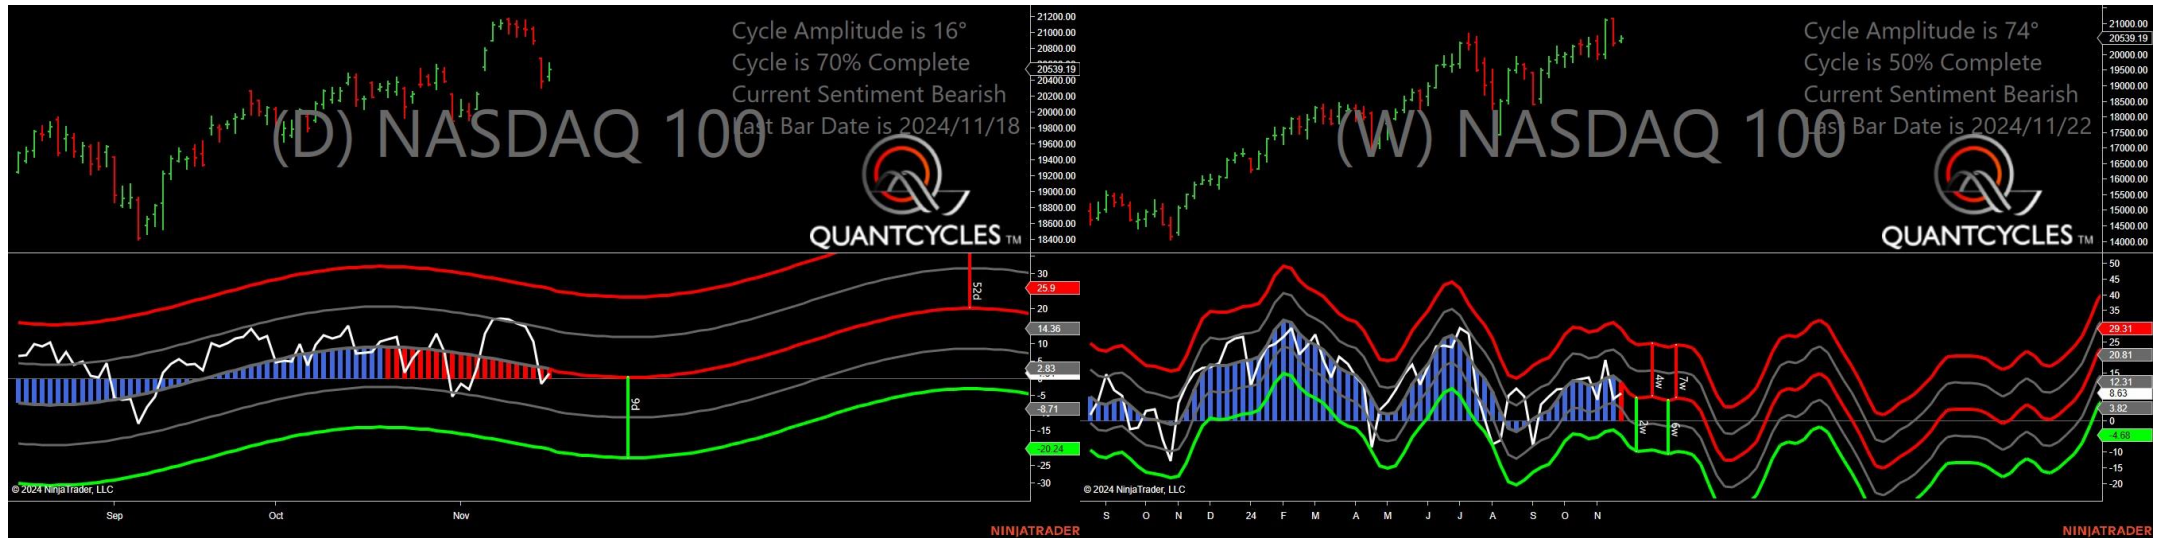 Cycle Amplitude is 16°
Cycle is 70% Complete
Current Sentiment Bearish
Last Bar Date is 2024/11/18
(D) NASDAQ 100
QUANTCYCLES TM
21200.00
21000.00
20800.00
20539.19
20400.00
20200.00
20000.00
19800.00
19600.00
19400.00
19200.00
19000.00
18800.00
18600.00
18400.00
30
25.9
20
14.36
10
5
2.83
-5
-8.71
-15
-20.24
-25
-30
52d
9d
© 2024 NinjaTrader, LLC
Sep
Oct
Nov
NINJATRADER
Cycle Amplitude is 74°
Cycle is 50% Complete
Current Sentiment Bearish
Last Bar Date is 2024/11/22
(W) NASDAQ 100
QUANTCYCLES TM
21000.00
20539.19
20000.00
19500.00
19000.00
18500.00
18000.00
17500.00
17000.00
16500.00
16000.00
15500.00
15000.00
14500.00
14000.00
50
45
40
35
29.31
25
20.81
15
12.31
8.63
3.82
0
-4.68
-10
-15
-20
4w
7w
2w
6w
© 2024 NinjaTrader, LLC
S
O
N
D
24
F
M
A
M
J
J
A
S
O
N
NINJATRADER